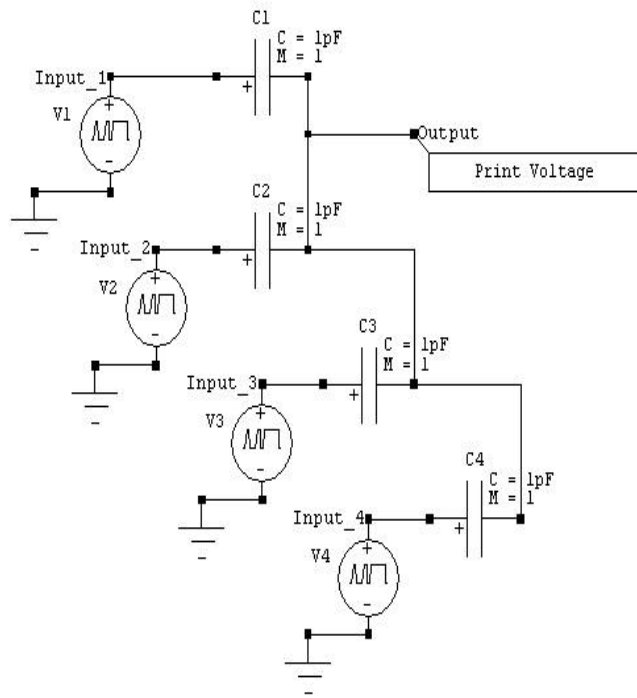 C1
C = 1pF
M = 1
Input_1
+
+
V1
-
Output
Print Voltage
C2
C = 1pF
M = 1
Input_2
+
+
V2
-
C3
C = 1pF
M = 1
Input_3
+
+
V3
-
C4
C = 1pF
M = 1
Input_4
+
+
V4
-